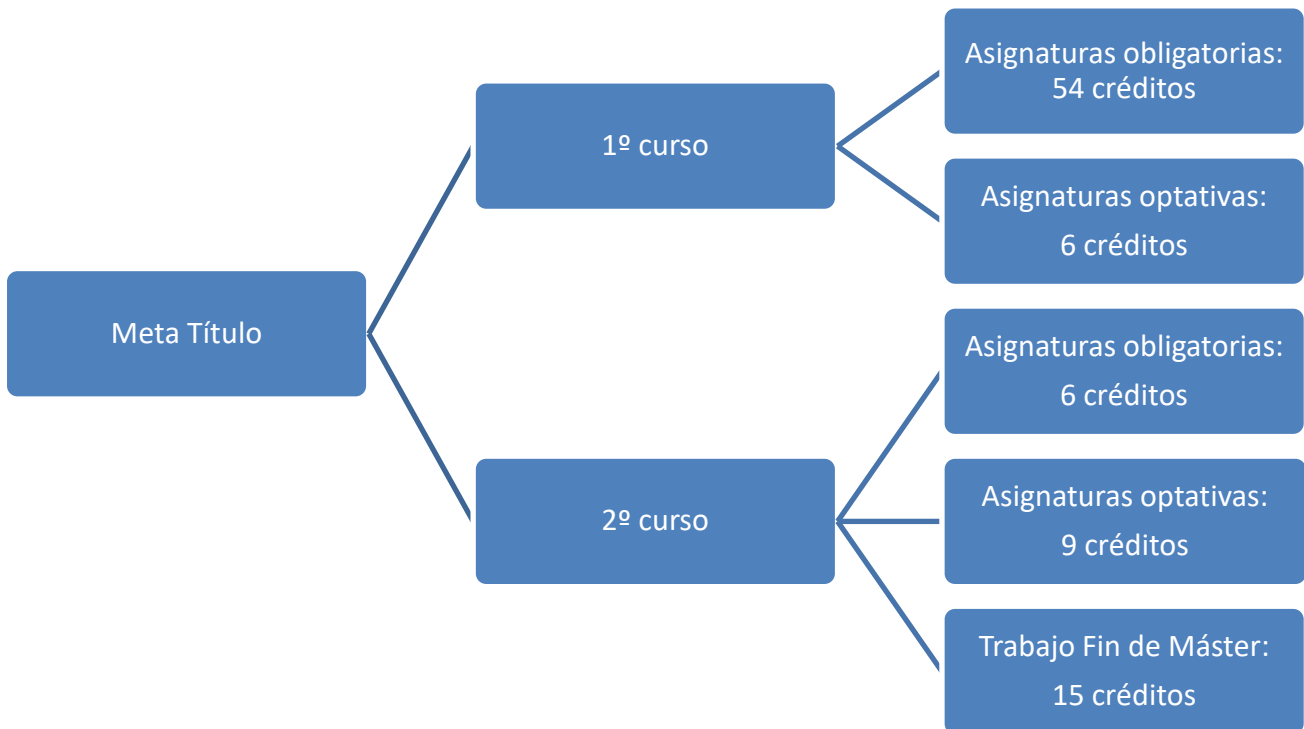 Meta Título
1º curso
Asignaturas obligatorias:
54 créditos
Asignaturas optativas:
6 créditos
2º curso
Asignaturas obligatorias:
6 créditos
Asignaturas optativas:
9 créditos
Trabajo Fin de Máster:
15 créditos